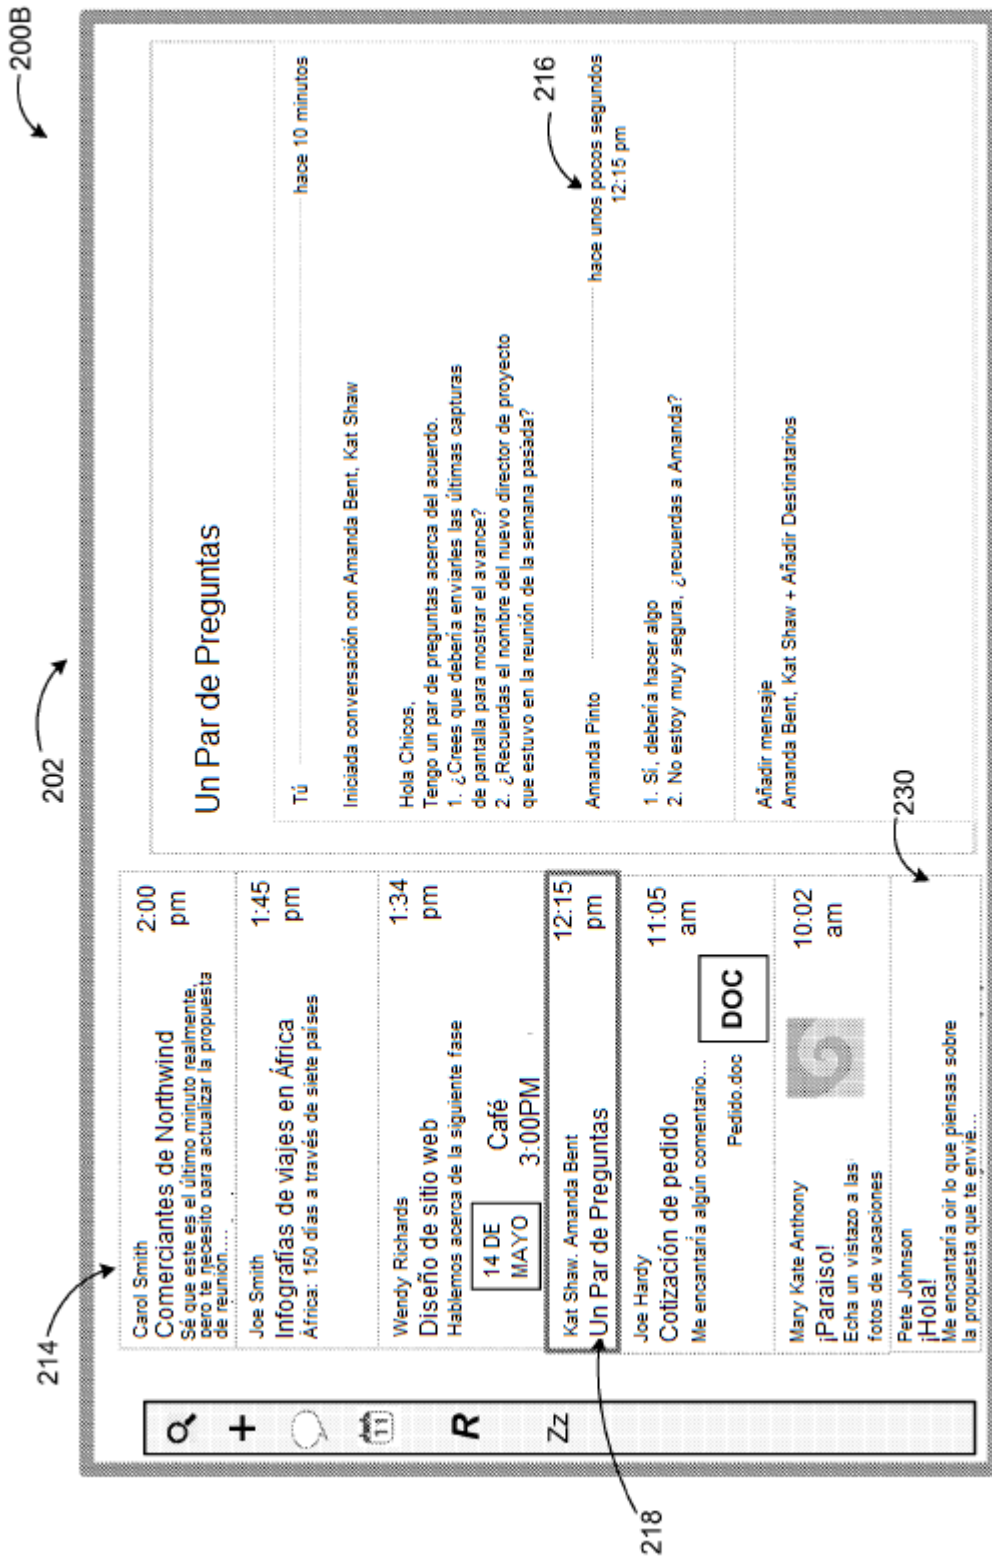 200B
202
214
Carol Smith
2:00 pm
Comerciantes de Northwind
Sé que este es el último minuto realmente,
pero te necesito para actualizar la propuesta
de reunión....
Joe Smith
1:45 pm
Infografías de viajes en África
África: 150 días a través de siete países
Wendy Richards
1:34 pm
Diseño de sitio web
Hablemos acerca de la siguiente fase
14 DE MAYO
Café
3:00PM
Kat Shaw. Amanda Bent
12:15 pm
Un Par de Preguntas
218
Joe Hardy
11:05 am
Cotización de pedido
Me encantaría algún comentario...
Pedido.doc
DOC
Mary Kate Anthony
10:02 am
¡Paraíso!
Echa un vistazo a las
fotos de vacaciones
Pete Johnson
¡Hola!
Me encantaría oir lo que piensas sobre
la propuesta que te envié...
230
11
R
Zz
Un Par de Preguntas
Tú hace 10 minutos
Iniciada conversación con Amanda Bent, Kat Shaw
Hola Chicos,
Tengo un par de preguntas acerca del acuerdo.
1. ¿Crees que debería enviarles las últimas capturas
de pantalla para mostrar el avance?
2. ¿Recuerdas el nombre del nuevo director de proyecto
que estuvo en la reunión de la semana pasada?
216
Amanda Pinto hace unos pocos segundos
12:15 pm
1. Sí, debería hacer algo
2. No estoy muy segura, ¿recuerdas a Amanda?
Añadir mensaje
Amanda Bent, Kat Shaw + Añadir Destinatarios